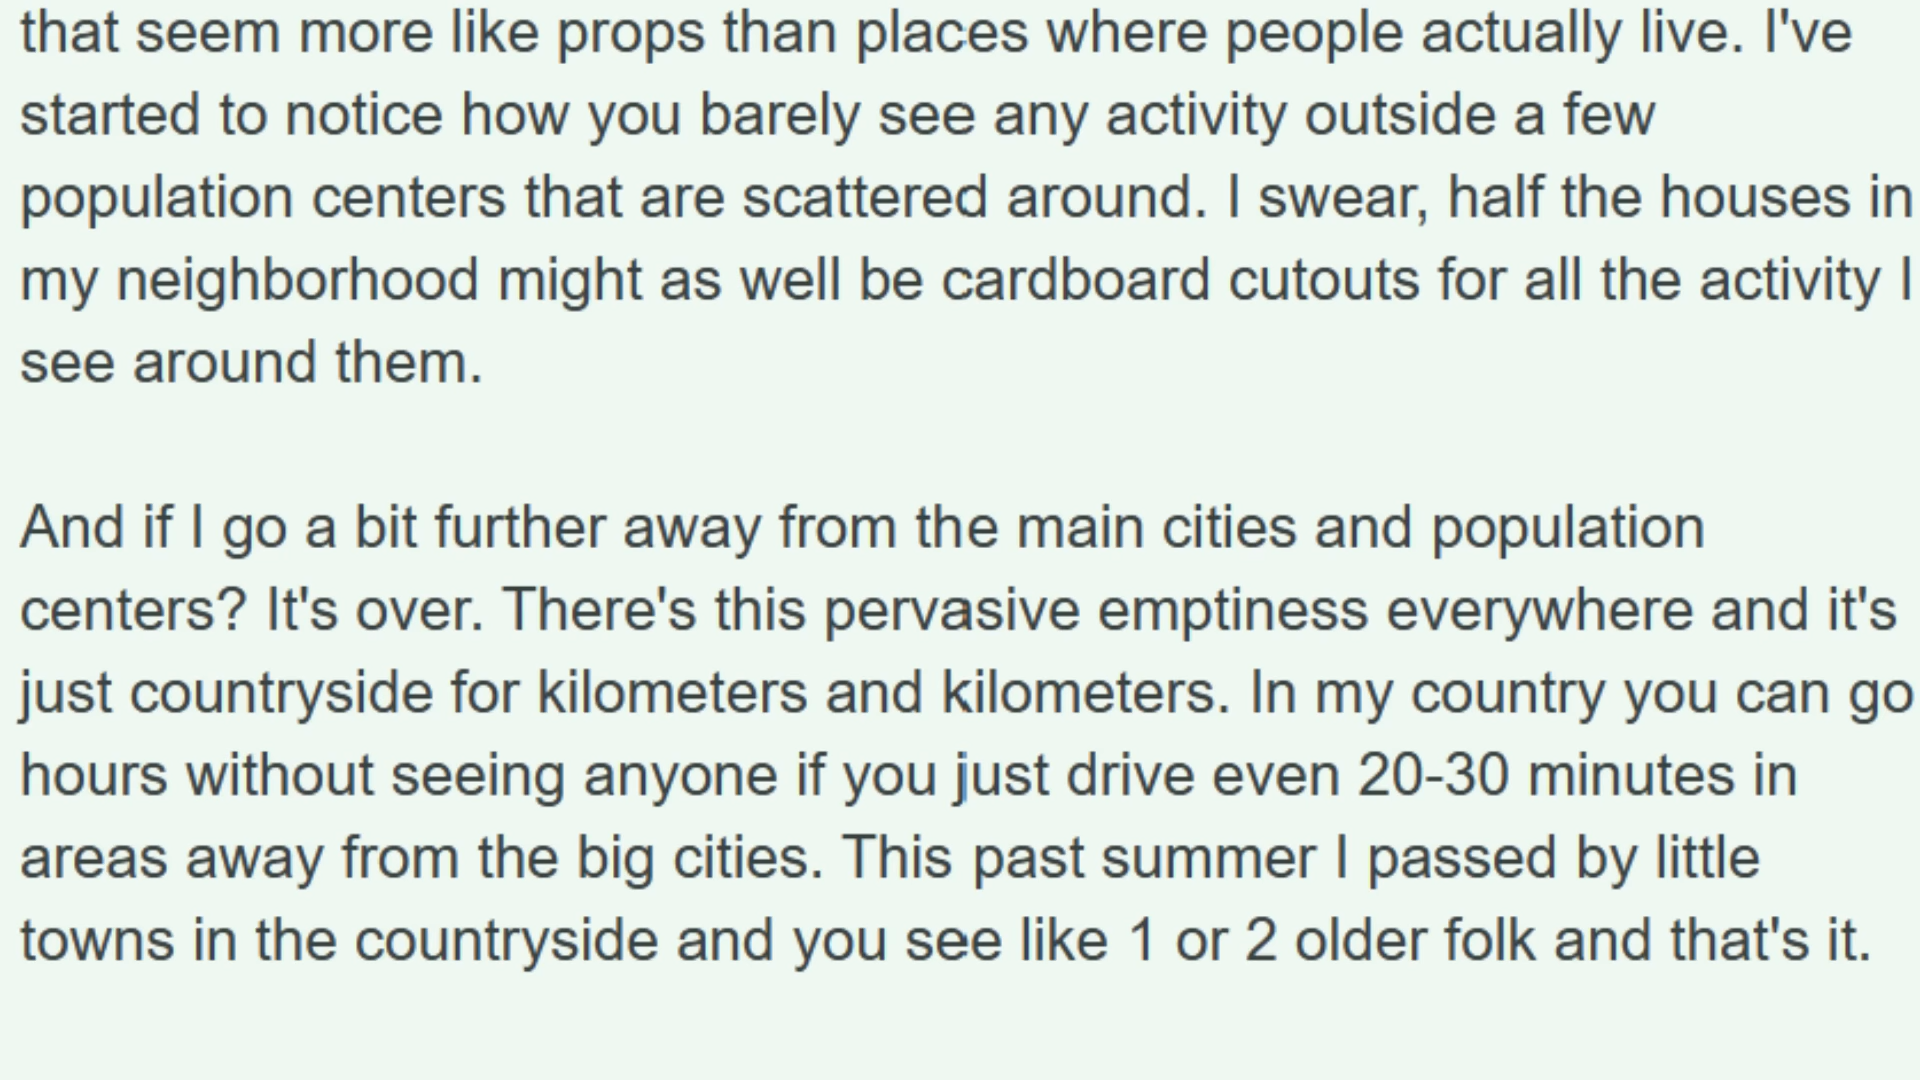 that seem more like props than places where people actually live. I've
started to notice how you barely see any activity outside a few
population centers that are scattered around. I swear, half the houses in
my neighborhood might as well be cardboard cutouts for all the activity I
see around them.
And if I go a bit further away from the main cities and population
centers? It's over. There's this pervasive emptiness everywhere and it's
just countryside for kilometers and kilometers. In my country you can go
hours without seeing anyone if you just drive even 20-30 minutes in
areas away from the big cities. This past summer I passed by little
towns in the countryside and you see like 1 or 2 older folk and that's it.